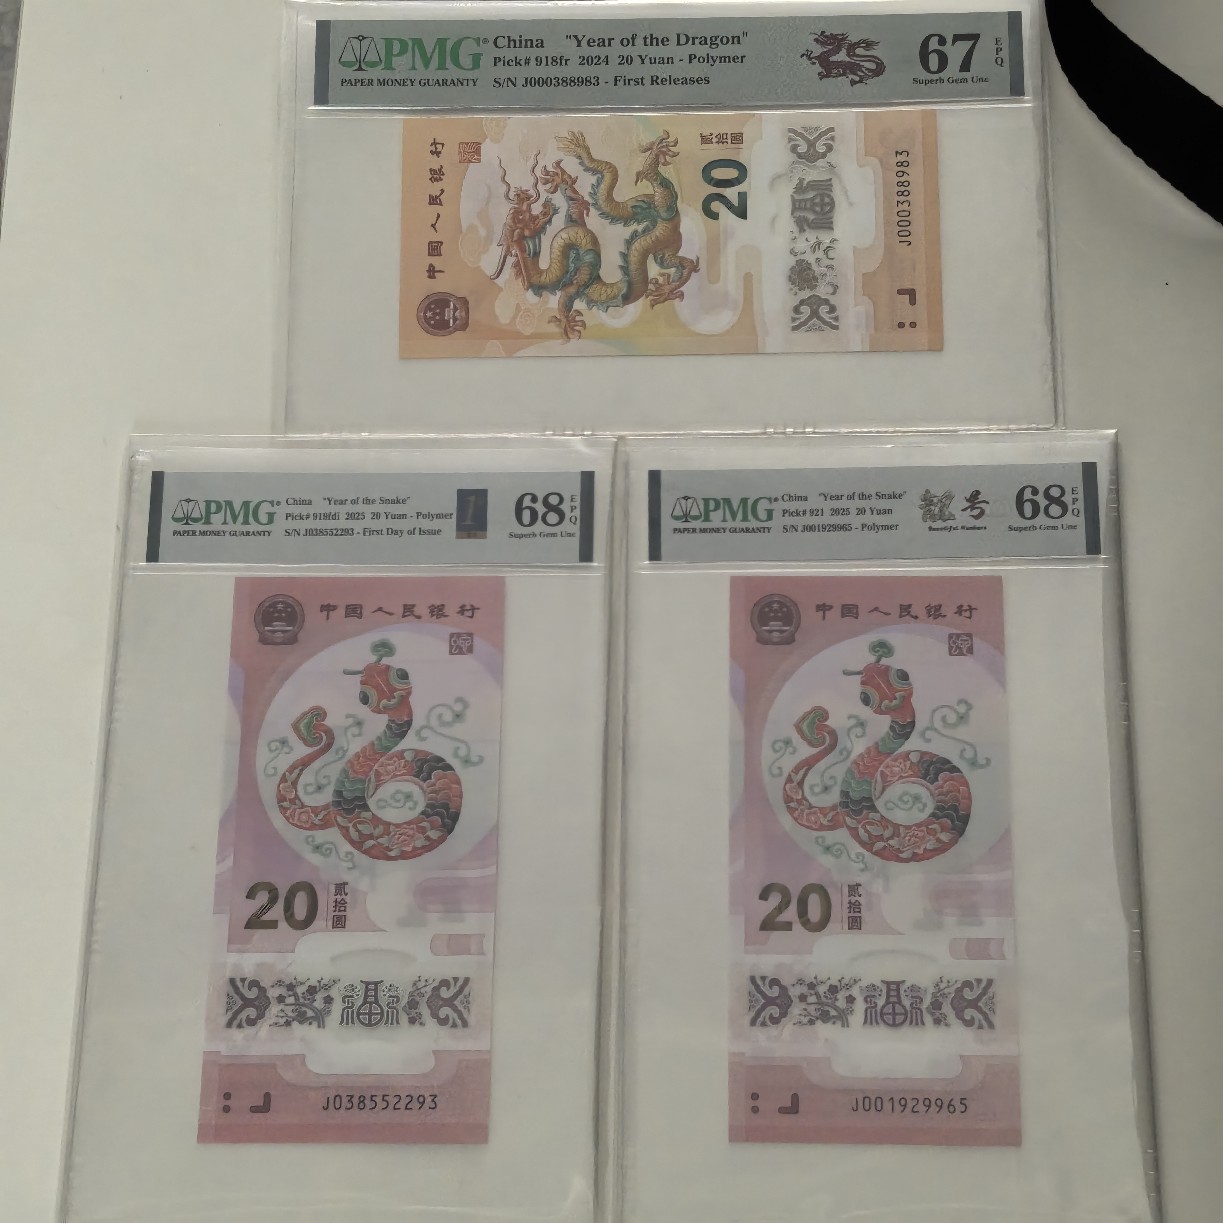 PMG
PAPER MONEY GUARANTY
China "Year of the Dragon"
Pick# 918fr 2024 20 Yuan - Polymer
S/N J000388983 - First Releases
67
EPQ
Superb Gem Unc
中国人民银行
贰拾圆
20
J000388983
PMG
PAPER MONEY GUARANTY
China "Year of the Snake"
Pick# 918fdi 2025 20 Yuan - Polymer
S/N J038552293 - First Day of Issue
1
68
EPQ
Superb Gem Unc
中国人民银行
20
贰拾圆
J038552293
PMG
PAPER MONEY GUARANTY
China "Year of the Snake"
Pick# 921 2025 20 Yuan
S/N J001929965 - Polymer
号
Beautiful Numbers
68
EPQ
Superb Gem Unc
中国人民银行
20
贰拾圆
J001929965